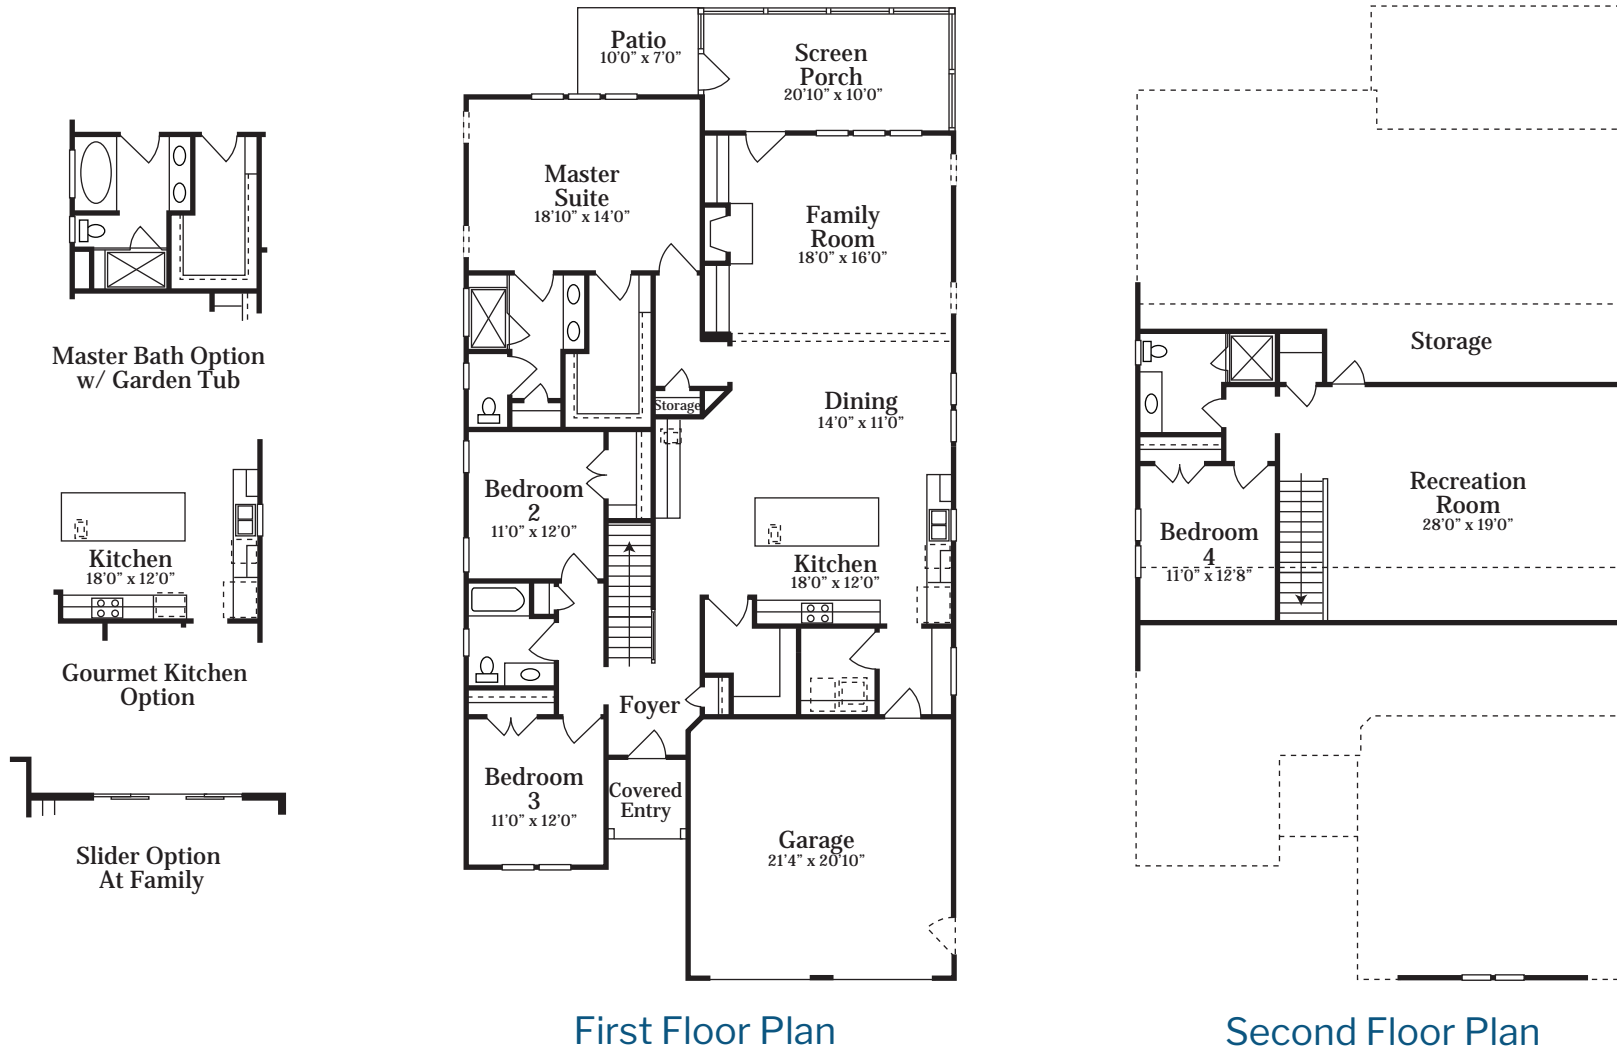 Master Bath Option
w/ Garden Tub
Kitchen
18'0" x 12'0"
Gourmet Kitchen
Option
Slider Option
At Family
Patio
10'0" x 7'0"
Screen
Porch
20'10" x 10'0"
Master
Suite
18'10" x 14'0"
Family
Room
18'0" x 16'0"
Storage
Dining
14'0" x 11'0"
Bedroom
2
11'0" x 12'0"
Kitchen
18'0" x 12'0"
Foyer
Bedroom
3
11'0" x 12'0"
Covered
Entry
Garage
21'4" x 20'10"
First Floor Plan
Storage
Recreation
Room
28'0" x 19'0"
Bedroom
4
11'0" x 12'8"
Second Floor Plan